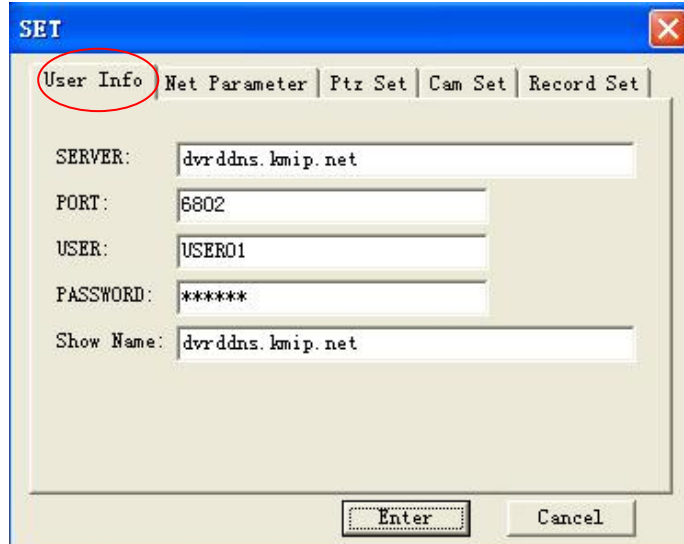 SET
User Info Net Parameter Ptz Set Cam Set Record Set
SERVER: dvrddns.kmip.net
PORT: 6802
USER: USER01
PASSWORD: ******
Show Name: dvrddns.kmip.net
Enter Cancel